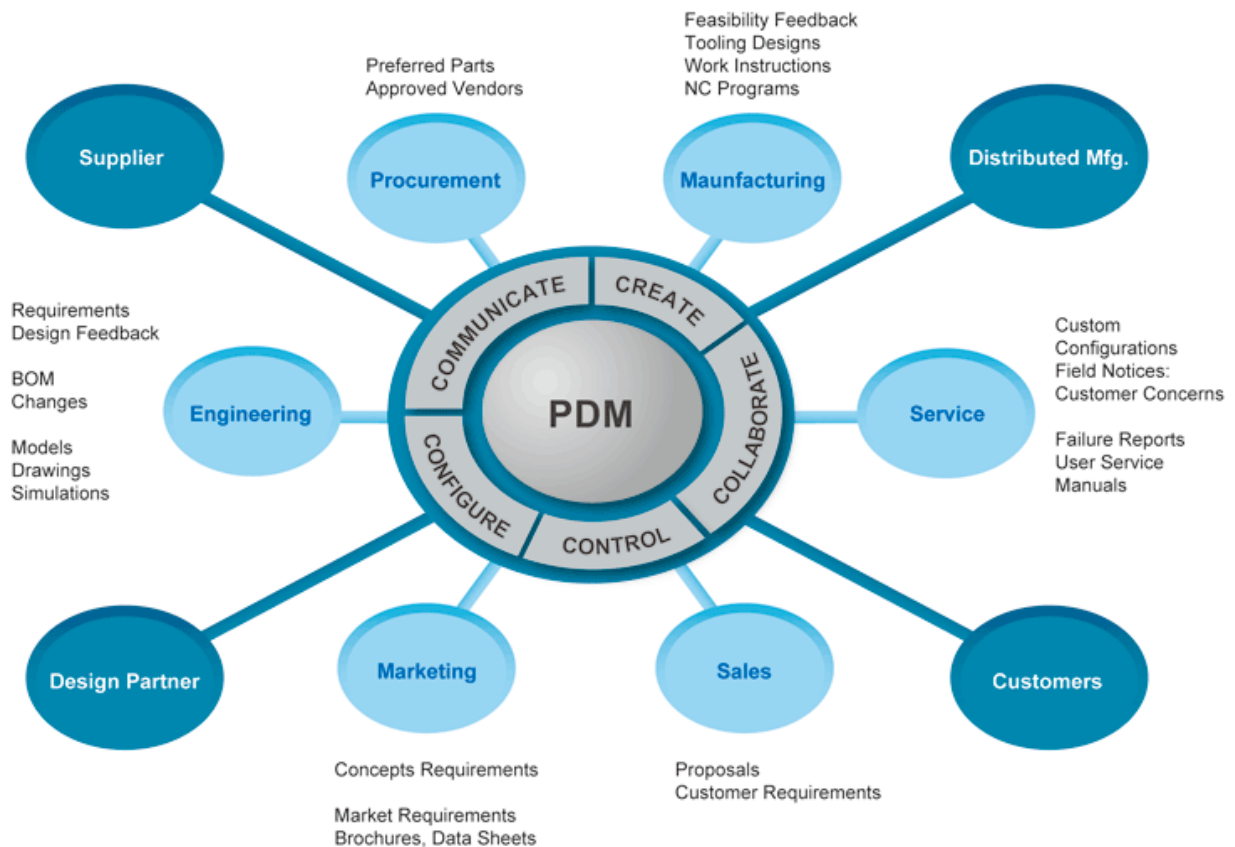 Feasibility Feedback
Tooling Designs
Work Instructions
NC Programs
Preferred Parts
Approved Vendors
Supplier
Procurement
Maunfacturing
Distributed Mfg.
COMMUNICATE
CREATE
COLLABORATE
CONTROL
CONFIGURE
PDM
Requirements
Design Feedback
BOM
Changes
Models
Drawings
Simulations
Engineering
Service
Custom
Configurations
Field Notices:
Customer Concerns
Failure Reports
User Service
Manuals
Design Partner
Marketing
Sales
Customers
Concepts Requirements
Market Requirements
Brochures, Data Sheets
Proposals
Customer Requirements